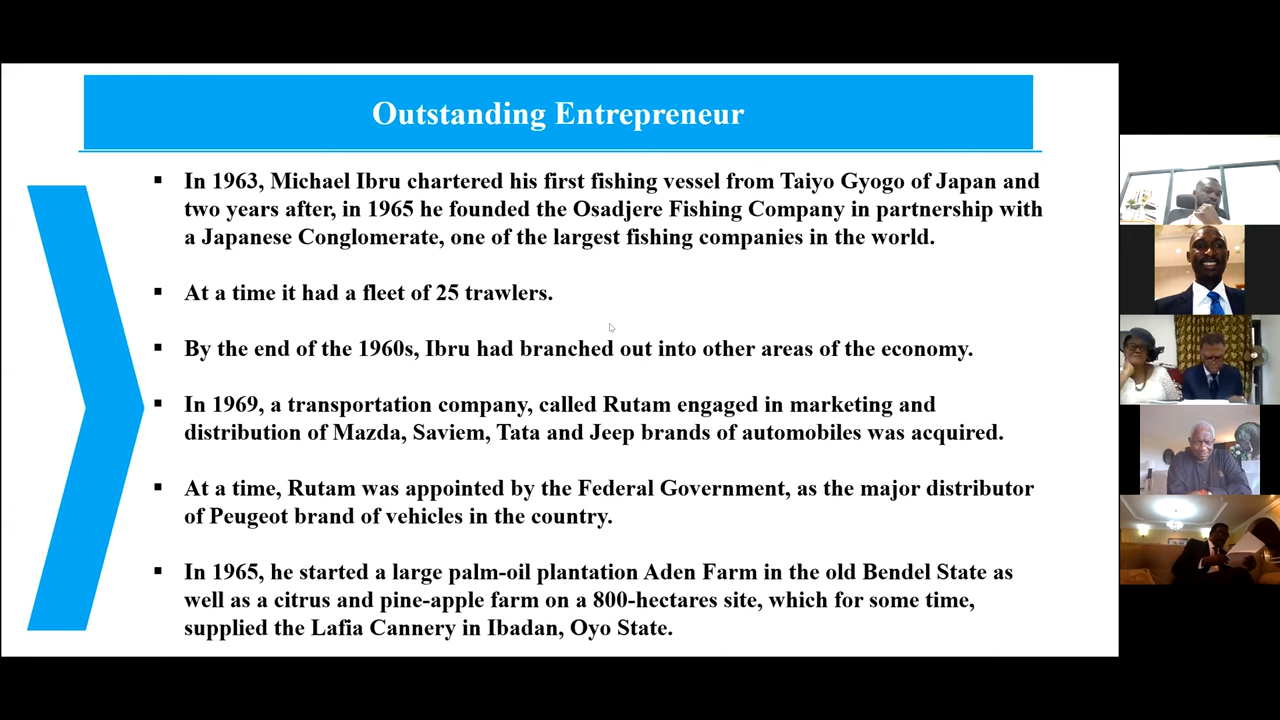 Outstanding Entrepreneur
▪ In 1963, Michael Ibru chartered his first fishing vessel from Taiyo Gyogo of Japan and
two years after, in 1965 he founded the Osadjere Fishing Company in partnership with
a Japanese Conglomerate, one of the largest fishing companies in the world.
▪ At a time it had a fleet of 25 trawlers.
▪ By the end of the 1960s, Ibru had branched out into other areas of the economy.
▪ In 1969, a transportation company, called Rutam engaged in marketing and
distribution of Mazda, Saviem, Tata and Jeep brands of automobiles was acquired.
▪ At a time, Rutam was appointed by the Federal Government, as the major distributor
of Peugeot brand of vehicles in the country.
▪ In 1965, he started a large palm-oil plantation Aden Farm in the old Bendel State as
well as a citrus and pine-apple farm on a 800-hectares site, which for some time,
supplied the Lafia Cannery in Ibadan, Oyo State.